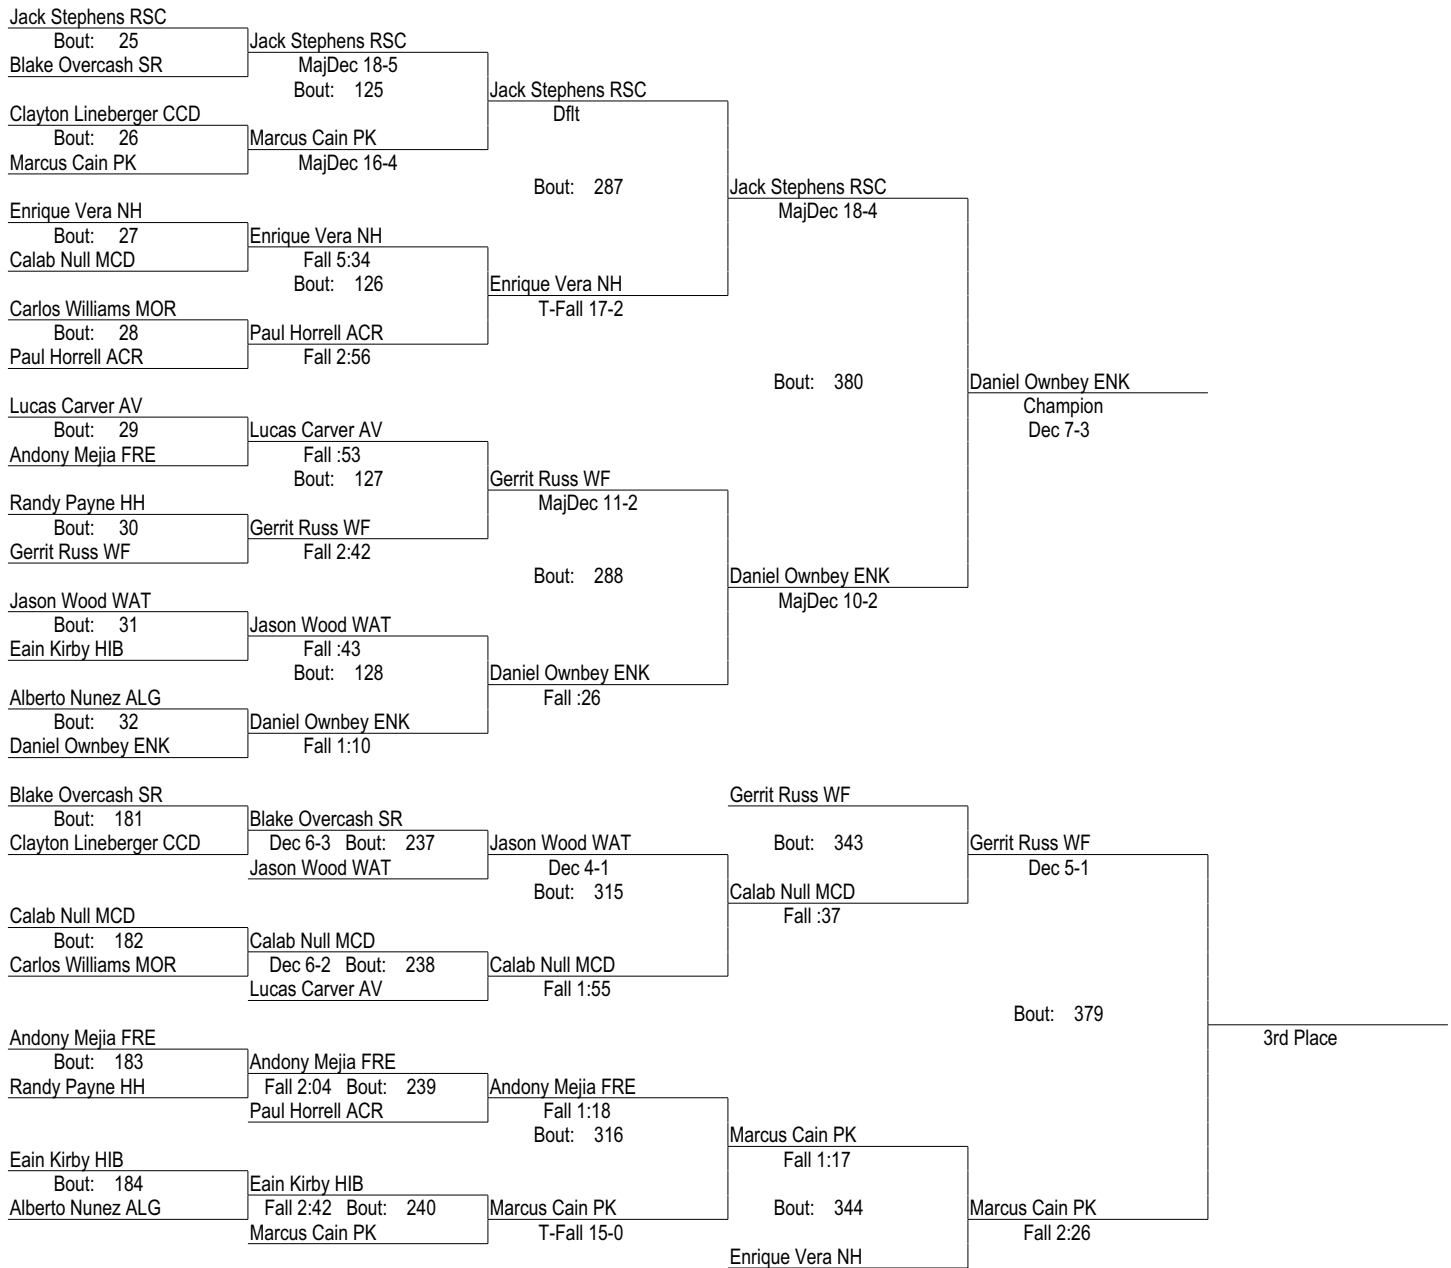 Jack Stephens RSC
Bout: 25
Jack Stephens RSC
Blake Overcash SR
MajDec 18-5
Bout: 125
Jack Stephens RSC
Clayton Lineberger CCD
Dflt
Bout: 26
Marcus Cain PK
Marcus Cain PK
MajDec 16-4
Bout: 287
Jack Stephens RSC
Enrique Vera NH
MajDec 18-4
Bout: 27
Enrique Vera NH
Calab Null MCD
Fall 5:34
Bout: 126
Enrique Vera NH
Carlos Williams MOR
T-Fall 17-2
Bout: 28
Paul Horrell ACR
Paul Horrell ACR
Fall 2:56
Bout: 380
Daniel Ownbey ENK
Lucas Carver AV
Champion
Bout: 29
Lucas Carver AV
Dec 7-3
Andony Mejia FRE
Fall :53
Bout: 127
Gerrit Russ WF
Randy Payne HH
MajDec 11-2
Bout: 30
Gerrit Russ WF
Gerrit Russ WF
Fall 2:42
Bout: 288
Daniel Ownbey ENK
Jason Wood WAT
MajDec 10-2
Bout: 31
Jason Wood WAT
Eain Kirby HIB
Fall :43
Bout: 128
Daniel Ownbey ENK
Alberto Nunez ALG
Fall :26
Bout: 32
Daniel Ownbey ENK
Daniel Ownbey ENK
Fall 1:10
Blake Overcash SR
Gerrit Russ WF
Bout: 181
Blake Overcash SR
Clayton Lineberger CCD
Dec 6-3 Bout: 237
Jason Wood WAT
Bout: 343
Gerrit Russ WF
Jason Wood WAT
Dec 4-1
Dec 5-1
Bout: 315
Calab Null MCD
Calab Null MCD
Fall :37
Bout: 182
Calab Null MCD
Carlos Williams MOR
Dec 6-2 Bout: 238
Calab Null MCD
Lucas Carver AV
Fall 1:55
Bout: 379
Andony Mejia FRE
3rd Place
Bout: 183
Andony Mejia FRE
Randy Payne HH
Fall 2:04 Bout: 239
Andony Mejia FRE
Paul Horrell ACR
Fall 1:18
Bout: 316
Marcus Cain PK
Eain Kirby HIB
Fall 1:17
Bout: 184
Eain Kirby HIB
Alberto Nunez ALG
Fall 2:42 Bout: 240
Marcus Cain PK
Bout: 344
Marcus Cain PK
Marcus Cain PK
T-Fall 15-0
Fall 2:26
Enrique Vera NH